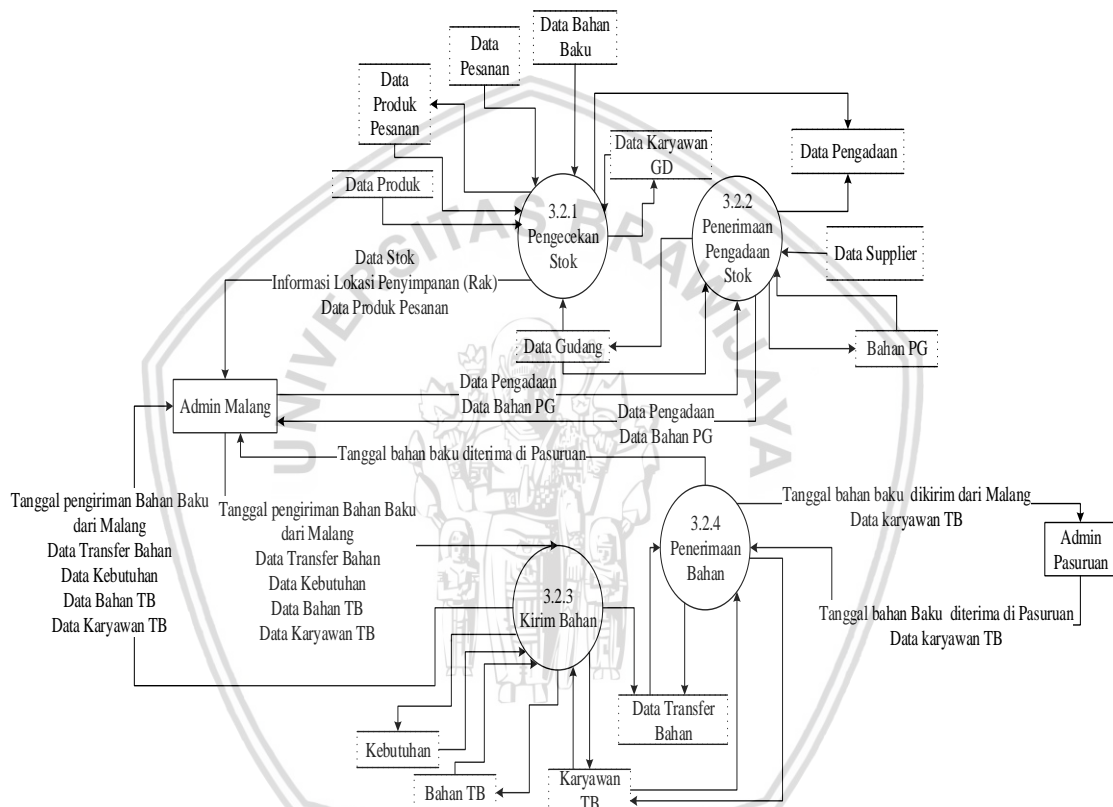 Data Bahan
Baku
Data
Pesanan
Data
Produk
Pesanan
Data Karyawan
GD
Data Pengadaan
Data Produk
3.2.1
Pengecekan
Stok
3.2.2
Penerimaan
Pengadaan
Stok
Data Supplier
Data Stok
Informasi Lokasi Penyimpanan (Rak)
Data Produk Pesanan
Data Gudang
Bahan PG
Admin Malang
Data Pengadaan
Data Bahan PG
Data Pengadaan
Data Bahan PG
Tanggal bahan baku diterima di Pasuruan
Tanggal pengiriman Bahan Baku
dari Malang
Data Transfer Bahan
Data Kebutuhan
Data Bahan TB
Data Karyawan TB
Tanggal pengiriman Bahan Baku
dari Malang
Data Transfer Bahan
Data Kebutuhan
Data Bahan TB
Data Karyawan TB
3.2.3
Kirim Bahan
3.2.4
Penerimaan
Bahan
Tanggal bahan baku dikirim dari Malang
Data karyawan TB
Admin
Pasuruan
Tanggal bahan Baku diterima di Pasuruan
Data karyawan TB
Data Transfer
Bahan
Kebutuhan
Bahan TB
Karyawan
TB
UNIVERSITAS BRAWIJAYA